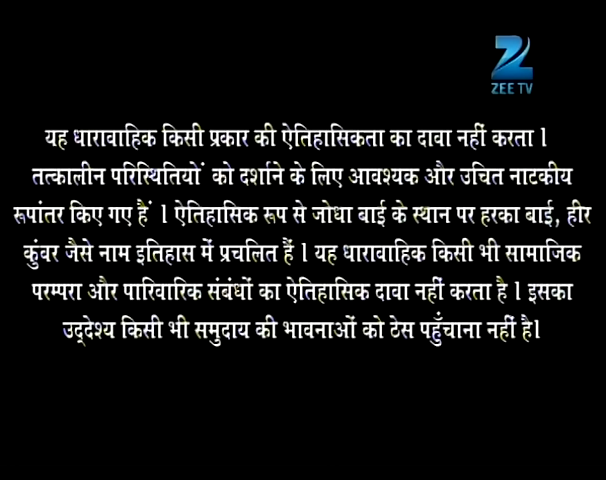 ZEE TV
यह धारावाहिक किसी प्रकार की ऐतिहासिकता का दावा नहीं करता l
तत्कालीन परिस्थितियों को दर्शाने के लिए आवश्यक और उचित नाटकीय
रूपांतर किए गए हैं l ऐतिहासिक रूप से जोधा बाई के स्थान पर हरका बाई, हीर
कुंवर जैसे नाम इतिहास में प्रचलित हैं l यह धारावाहिक किसी भी सामाजिक
परम्परा और पारिवारिक संबंधों का ऐतिहासिक दावा नहीं करता है l इसका
उद्देश्य किसी भी समुदाय की भावनाओं को ठेस पहुँचाना नहीं है l